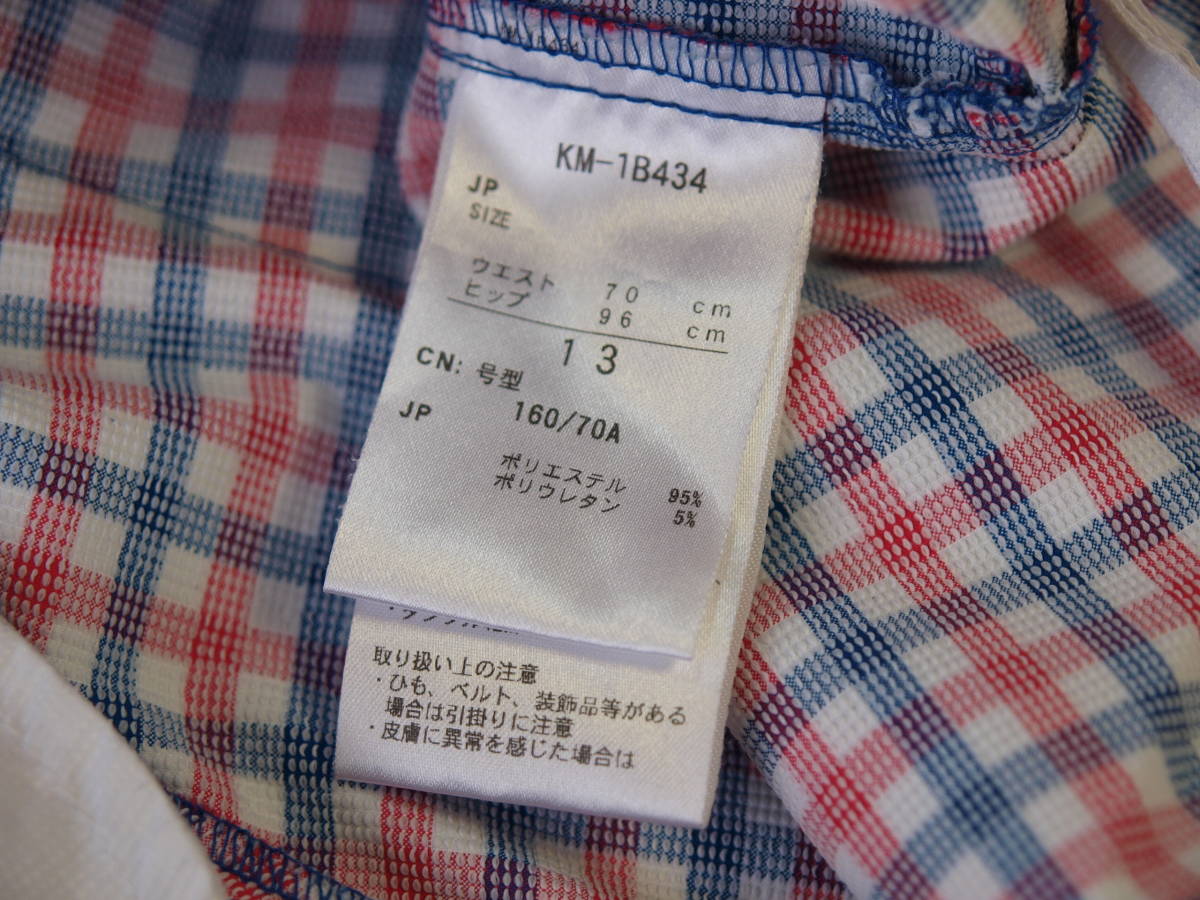 KM-1B434
JP
SIZE
ウエスト 70 cm
ヒップ 96 cm
13
CN: 号型
JP 160/70A
ポリエステル 95%
ポリウレタン 5%
取り扱い上の注意
・ひも、ベルト、装飾品等がある
場合は引掛りに注意
・皮膚に異常を感じた場合は